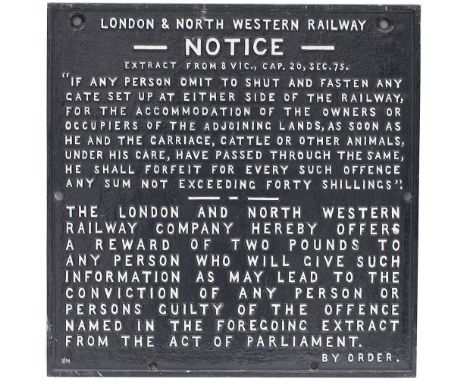 LONDON & NORTH WESTERN RAILWAY
— NOTICE —
EXTRACT FROM 8 VIC., CAP. 20, SEC. 75.
"IF ANY PERSON OMIT TO SHUT AND FASTEN ANY
GATE SET UP AT EITHER SIDE OF THE RAILWAY,
FOR THE ACCOMMODATION OF THE OWNERS OR
OCCUPIERS OF THE ADJOINING LANDS, AS SOON AS
HE AND THE CARRIAGE, CATTLE OR OTHER ANIMALS,
UNDER HIS CARE, HAVE PASSED THROUGH THE SAME,
HE SHALL FORFEIT FOR EVERY SUCH OFFENCE
ANY SUM NOT EXCEEDING FORTY SHILLINGS".
THE LONDON AND NORTH WESTERN
RAILWAY COMPANY HEREBY OFFERS
A REWARD OF TWO POUNDS TO
ANY PERSON WHO WILL GIVE SUCH
INFORMATION AS MAY LEAD TO THE
CONVICTION OF ANY PERSON OR
PERSONS GUILTY OF THE OFFENCE
NAMED IN THE FOREGOING EXTRACT
FROM THE ACT OF PARLIAMENT.
BY ORDER.